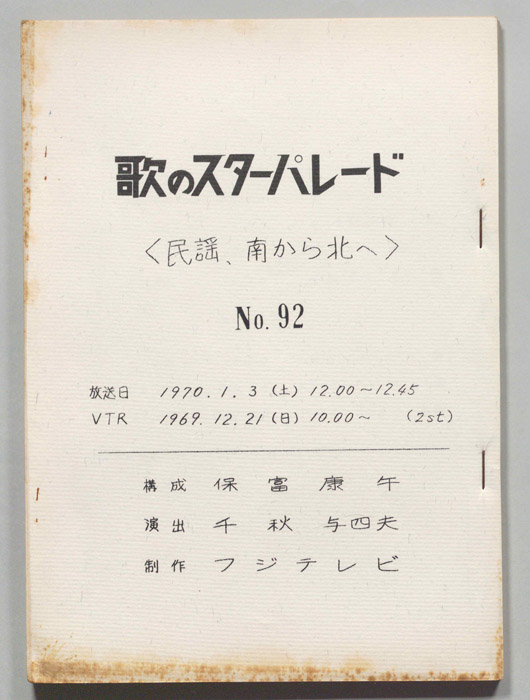 歌のスターパレード
〈民謡、南から北へ〉
No. 92
放送日 1970.1.3(土)12.00～12.45
VTR 1969.12.21(日)10.00～ (2st)
構成 保富康午
演出 千秋与四夫
制作 フジテレビ